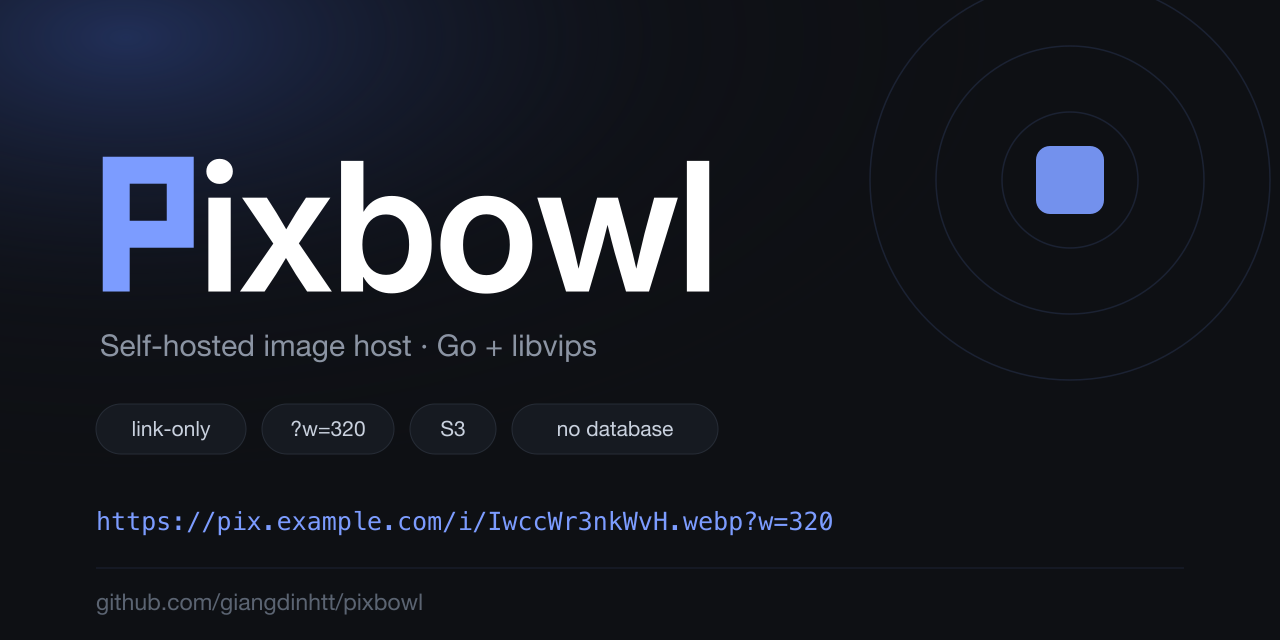 Pixbowl
Self-hosted image host · Go + libvips
link-only ?w=320 S3 no database
https://pix.example.com/i/IwccWr3nkWvH.webp?w=320
github.com/giangdinhtt/pixbowl